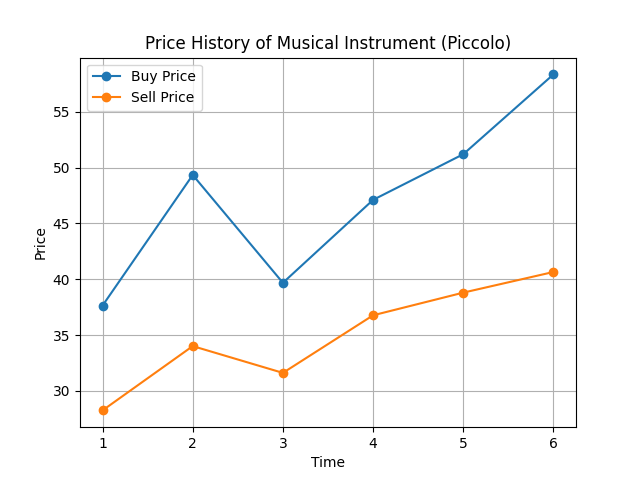 Price History of Musical Instrument (Piccolo)
Buy Price
Sell Price
55
50
45
40
35
30
Price
1 2 3 4 5 6
Time